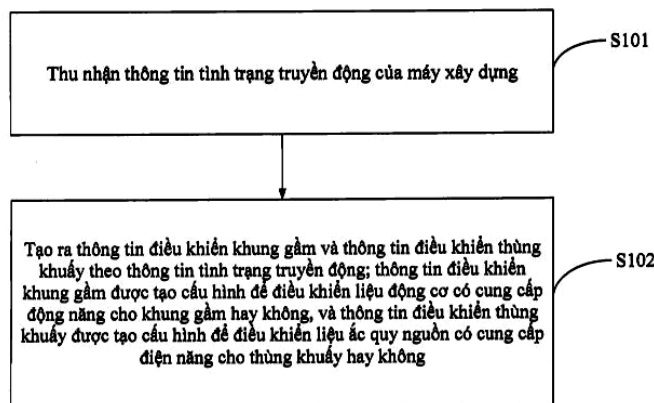 Thu nhận thông tin tình trạng truyền động của máy xây dựng
S101
Tạo ra thông tin điều khiển khung gầm và thông tin điều khiển thùng
khuấy theo thông tin tình trạng truyền động; thông tin điều khiển
khung gầm được tạo cấu hình để điều khiển liệu động cơ có cung cấp
động năng cho khung gầm hay không, và thông tin điều khiển thùng
khuấy được tạo cấu hình để điều khiển liệu ắc quy nguồn có cung cấp
điện năng cho thùng khuấy hay không
S102